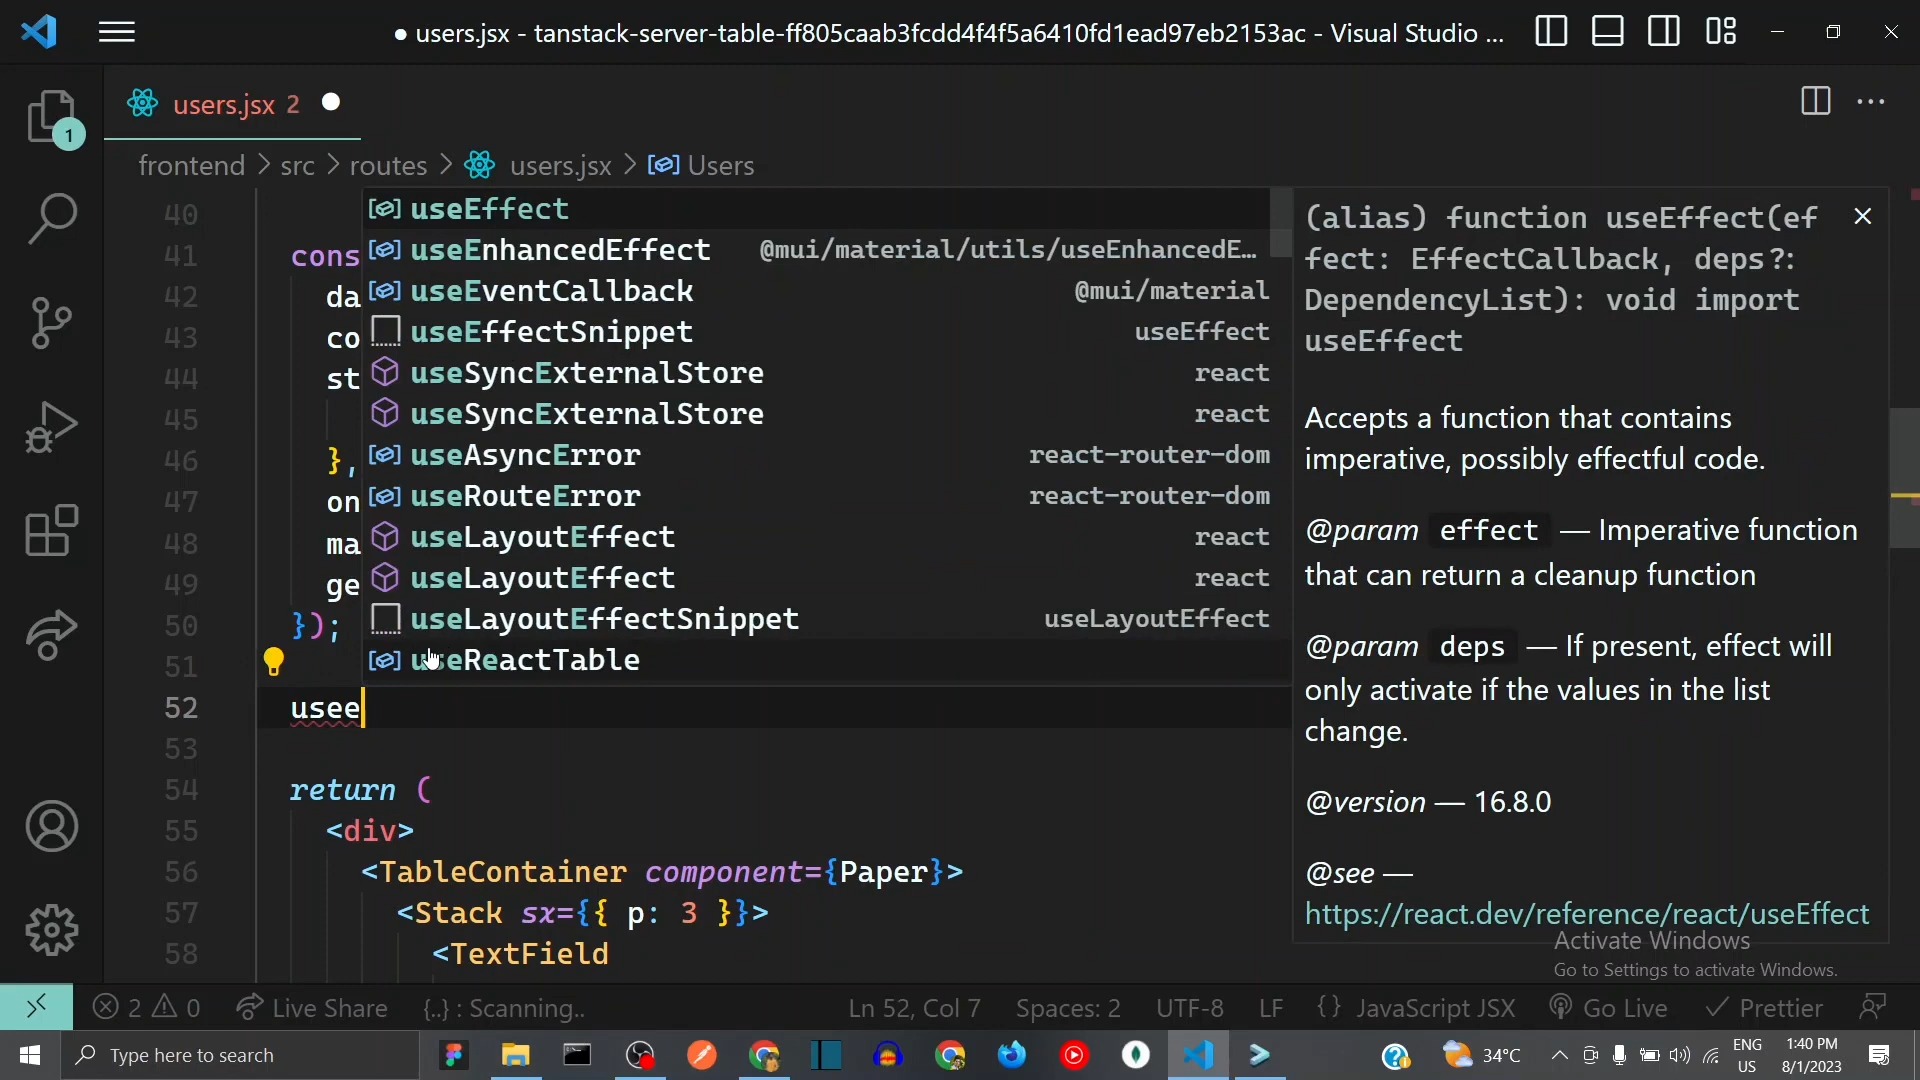 ● users.jsx - tanstack-server-table-ff805caab3fcdd4f4f5a6410fd1ead97eb2153ac - Visual Studio ...
users.jsx 2 ●
frontend > src > routes > users.jsx > Users
1
40
41 cons
42 da
43 co
44 st
45
46 },
47 on
48 ma
49 ge
50 });
51
52 usee
53
54 return (
55 <div>
56 <TableContainer component={Paper}>
57 <Stack sx={{ p: 3 }}>
58 <TextField
useEffect
useEnhancedEffect @mui/material/utils/useEnhancedE...
useEventCallback @mui/material
useEffectSnippet useEffect
useSyncExternalStore react
useSyncExternalStore react
useAsyncError react-router-dom
useRouteError react-router-dom
useLayoutEffect react
useLayoutEffect react
useLayoutEffectSnippet useLayoutEffect
useReactTable
(alias) function useEffect(ef
fect: EffectCallback, deps?:
DependencyList): void import
useEffect
Accepts a function that contains
imperative, possibly effectful code.
@param effect — Imperative function
that can return a cleanup function
@param deps — If present, effect will
only activate if the values in the list
change.
@version — 16.8.0
@see —
https://react.dev/reference/react/useEffect
Activate Windows
Go to Settings to activate Windows.
2 0 Live Share {..} : Scanning.. Ln 52, Col 7 Spaces: 2 UTF-8 LF {} JavaScript JSX Go Live Prettier
Type here to search 34°C ENG 1:40 PM
US 8/1/2023